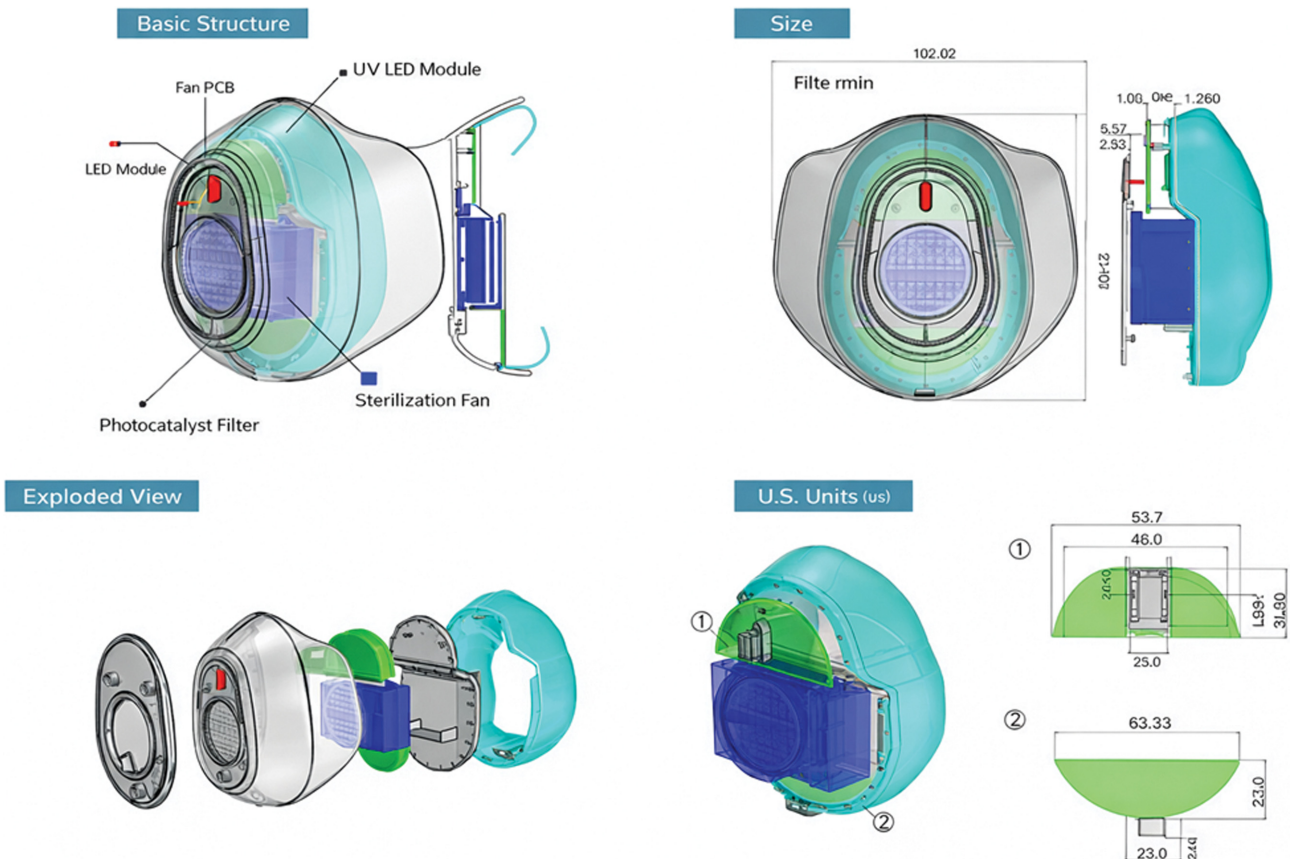 Basic Structure
UV LED Module
Fan PCB
LED Module
Sterilization Fan
Photocatalyst Filter
Size
102.02
Filte rmin
1.00
1.260
5.57
2.53
Exploded View
U.S. Units (us)
①
②
①
53.7
46.0
25.0
②
63.33
23.0
23.0